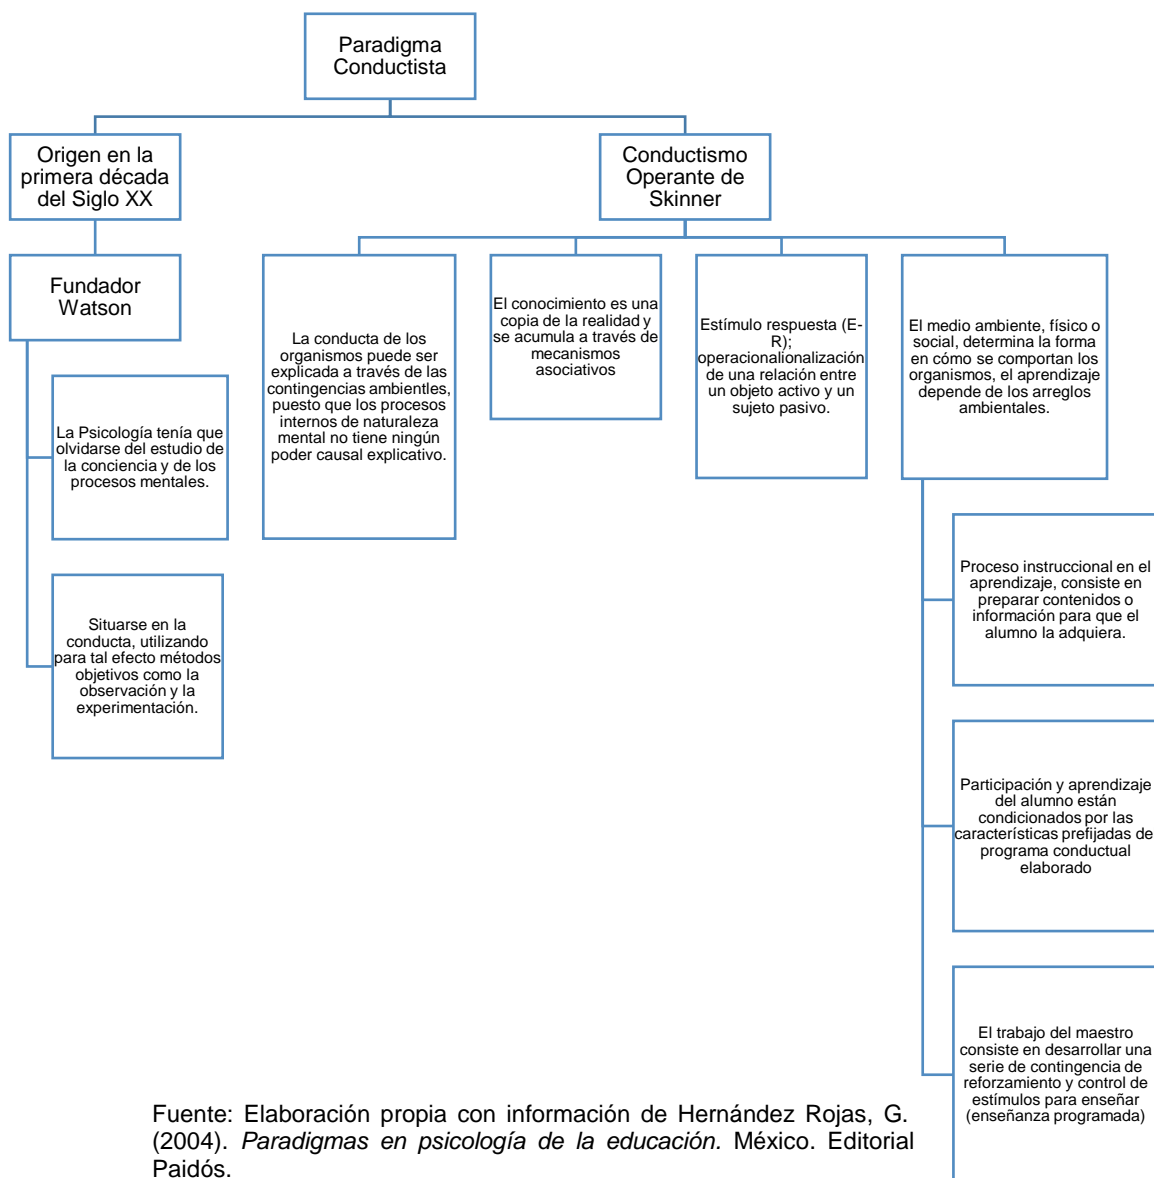 Paradigma
Conductista
Origen en la
primera década
del Siglo XX
Fundador
Watson
La Psicología tenía que
olvidarse del estudio de
la conciencia y de los
procesos mentales.
Situarse en la
conducta, utilizando
para tal efecto métodos
objetivos como la
observación y la
experimentación.
Conductismo
Operante de
Skinner
La conducta de los
organismos puede ser
explicada a través de las
contingencias ambientles,
puesto que los procesos
internos de naturaleza
mental no tiene ningún
poder causal explicativo.
El conocimiento es una
copia de la realidad y
se acumula a través de
mecanismos
asociativos
Estímulo respuesta (E-
R);
operacionalionalización
de una relación entre
un objeto activo y un
sujeto pasivo.
El medio ambiente, físico o
social, determina la forma
en cómo se comportan los
organismos, el aprendizaje
depende de los arreglos
ambientales.
Proceso instruccional en el
aprendizaje, consiste en
preparar contenidos o
información para que el
alumno la adquiera.
Participación y aprendizaje
del alumno están
condicionados por las
características prefijadas de
programa conductual
elaborado
El trabajo del maestro
consiste en desarrollar una
serie de contingencia de
reforzamiento y control de
estímulos para enseñar
(enseñanza programada)
Fuente: Elaboración propia con información de Hernández Rojas, G.
(2004). Paradigmas en psicología de la educación. México. Editorial
Paidós.